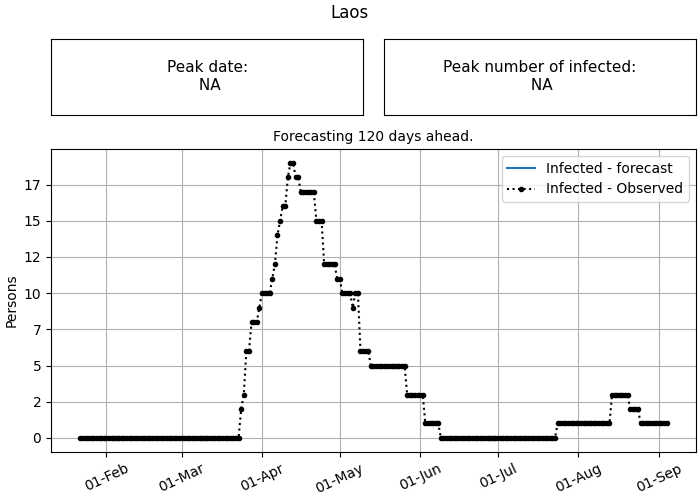 Laos
Peak date:
NA
Peak number of infected:
NA
Forecasting 120 days ahead.
Infected - forecast
Infected - Observed
Persons
17
15
12
10
7
5
2
0
01-Feb
01-Mar
01-Apr
01-May
01-Jun
01-Jul
01-Aug
01-Sep